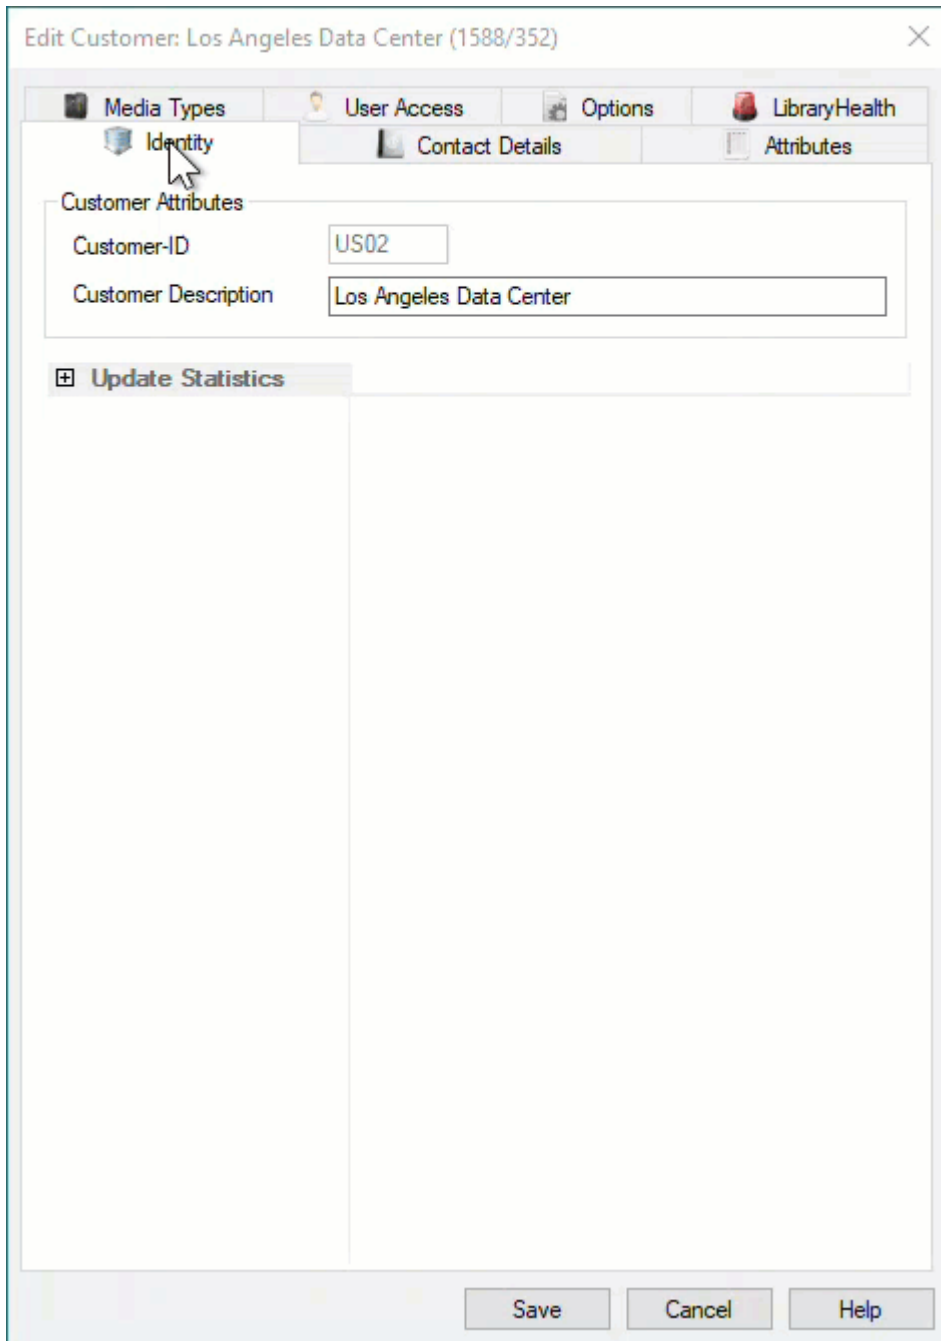 Edit Customer: Los Angeles Data Center (1588/352)
Media Types User Access Options LibraryHealth
Identity Contact Details Attributes
Customer Attributes
Customer-ID US02
Customer Description Los Angeles Data Center
Update Statistics
Save Cancel Help